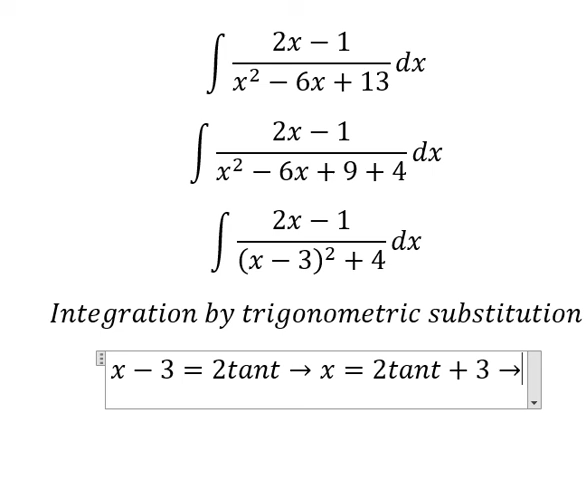 ∫ (2x − 1)/(x² − 6x + 13) dx
∫ (2x − 1)/(x² − 6x + 9 + 4) dx
∫ (2x − 1)/((x − 3)² + 4) dx
Integration by trigonometric substitution
x − 3 = 2tant → x = 2tant + 3 →